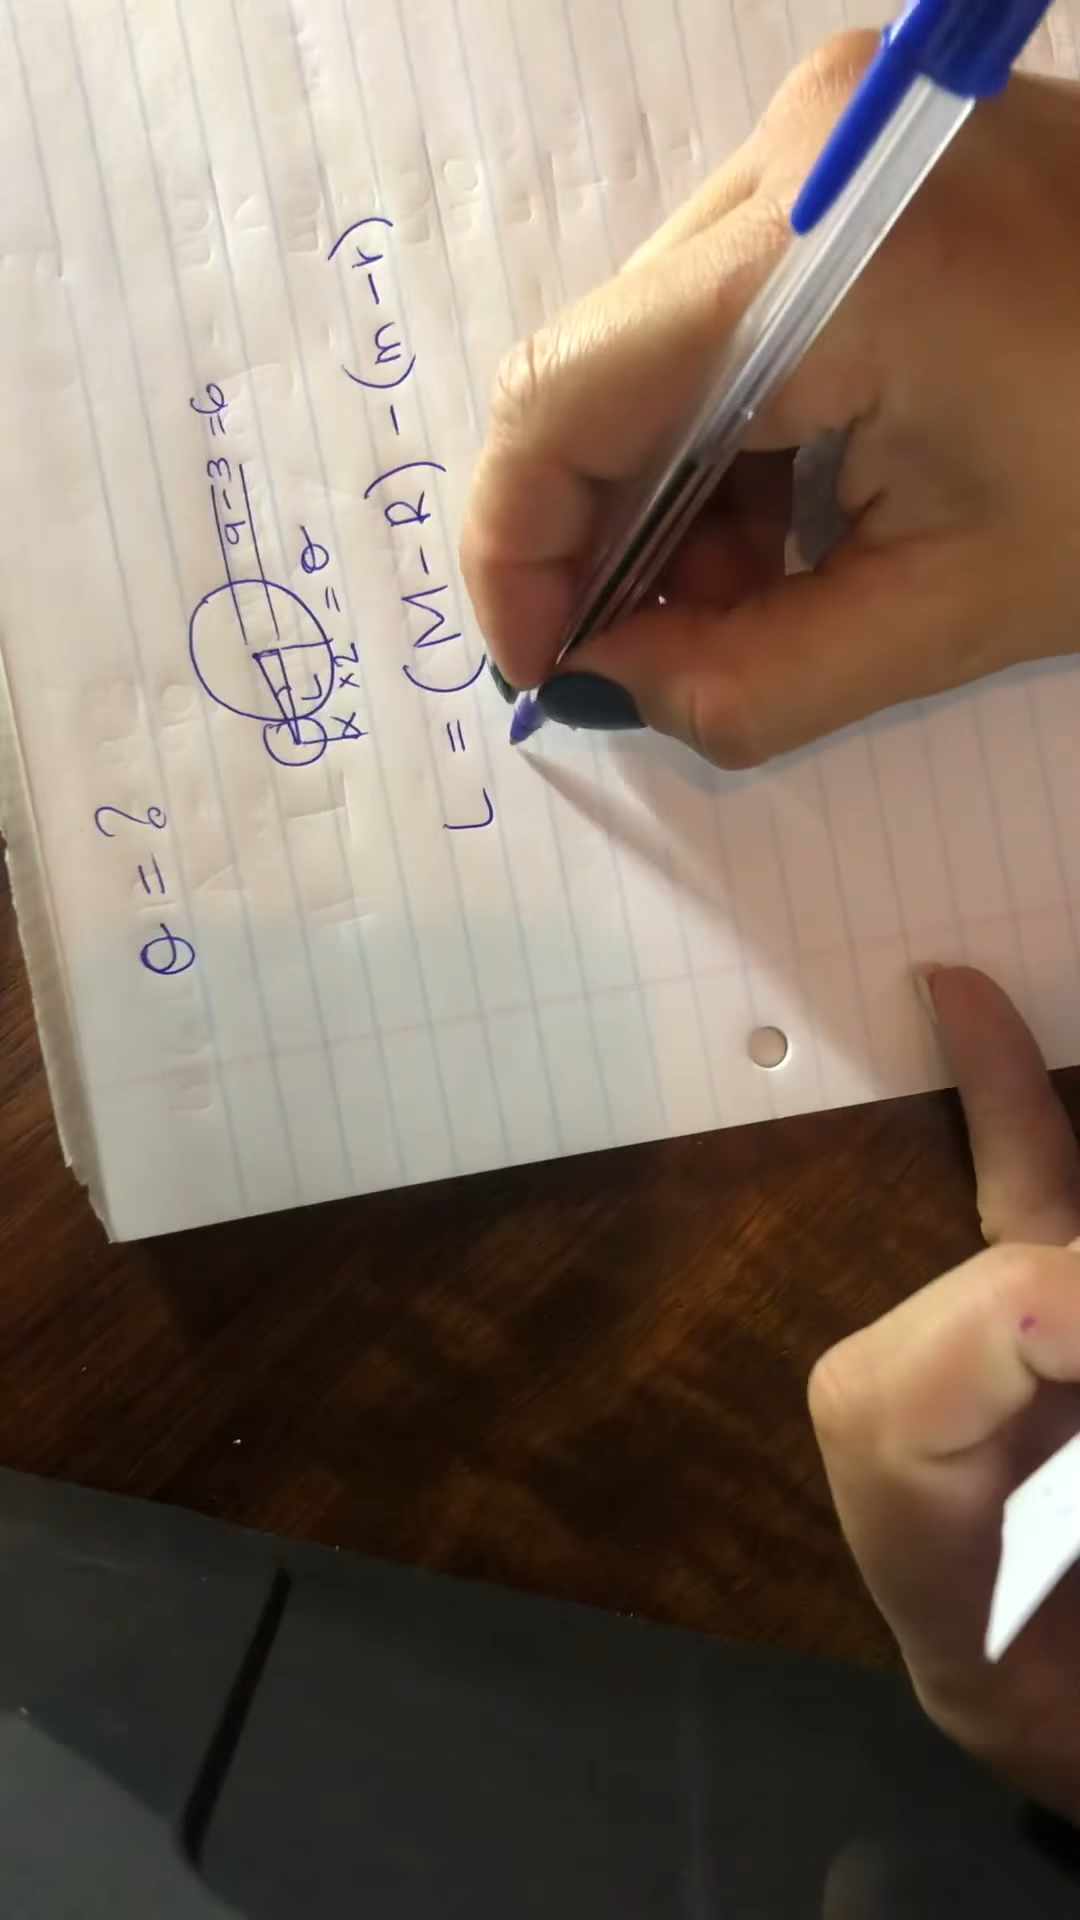 θ = ?
9-3 = 6
L
X x2 = θ
L = (M - R) - (m - r)